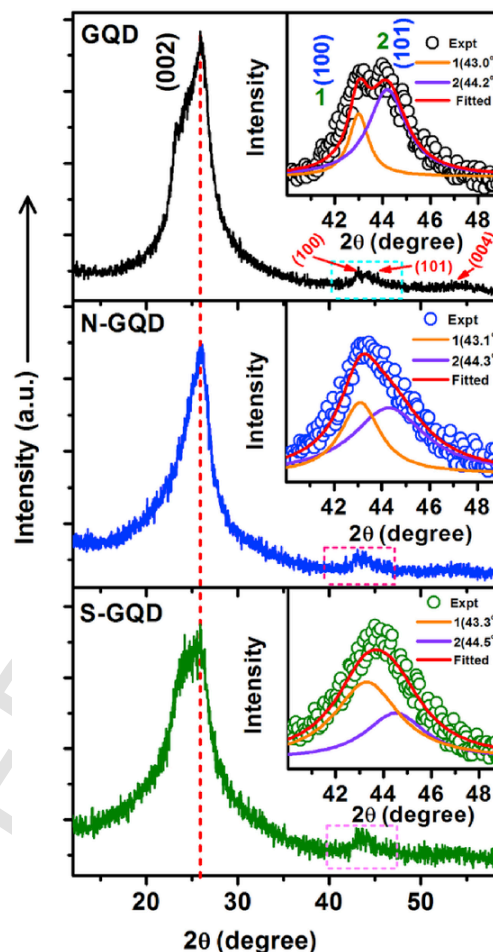 GQD
(002)
1 (100)
2 (101)
Expt
1(43.0°
2(44.2°
Fitted
Intensity
42 44 46 48
2θ (degree)
(100)
(101)
(004)
N-GQD
Expt
1(43.1°
2(44.3°
Fitted
Intensity
42 44 46 48
2θ (degree)
S-GQD
Expt
1(43.3°
2(44.5°
Fitted
Intensity
42 44 46 48
2θ (degree)
Intensity (a.u.)
20 30 40 50
2θ (degree)